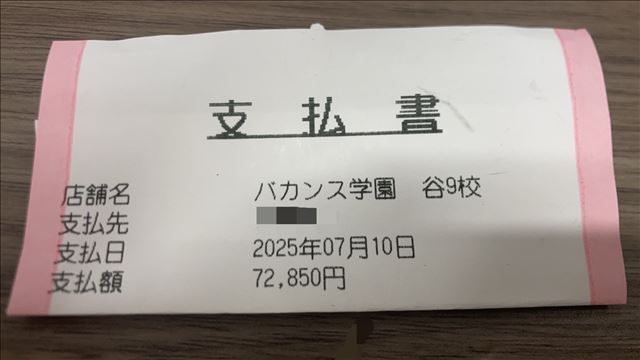 支払書
店舗名 バカンス学園 谷9校
支払先
支払日 2025年07月10日
支払額 72,850円